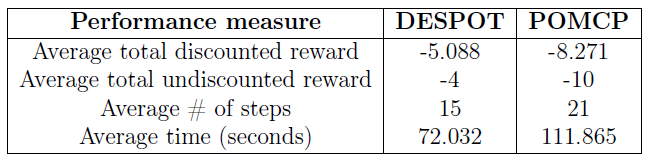 Performance measure DESPOT POMCP
Average total discounted reward -5.088 -8.271
Average total undiscounted reward -4 -10
Average # of steps 15 21
Average time (seconds) 72.032 111.865